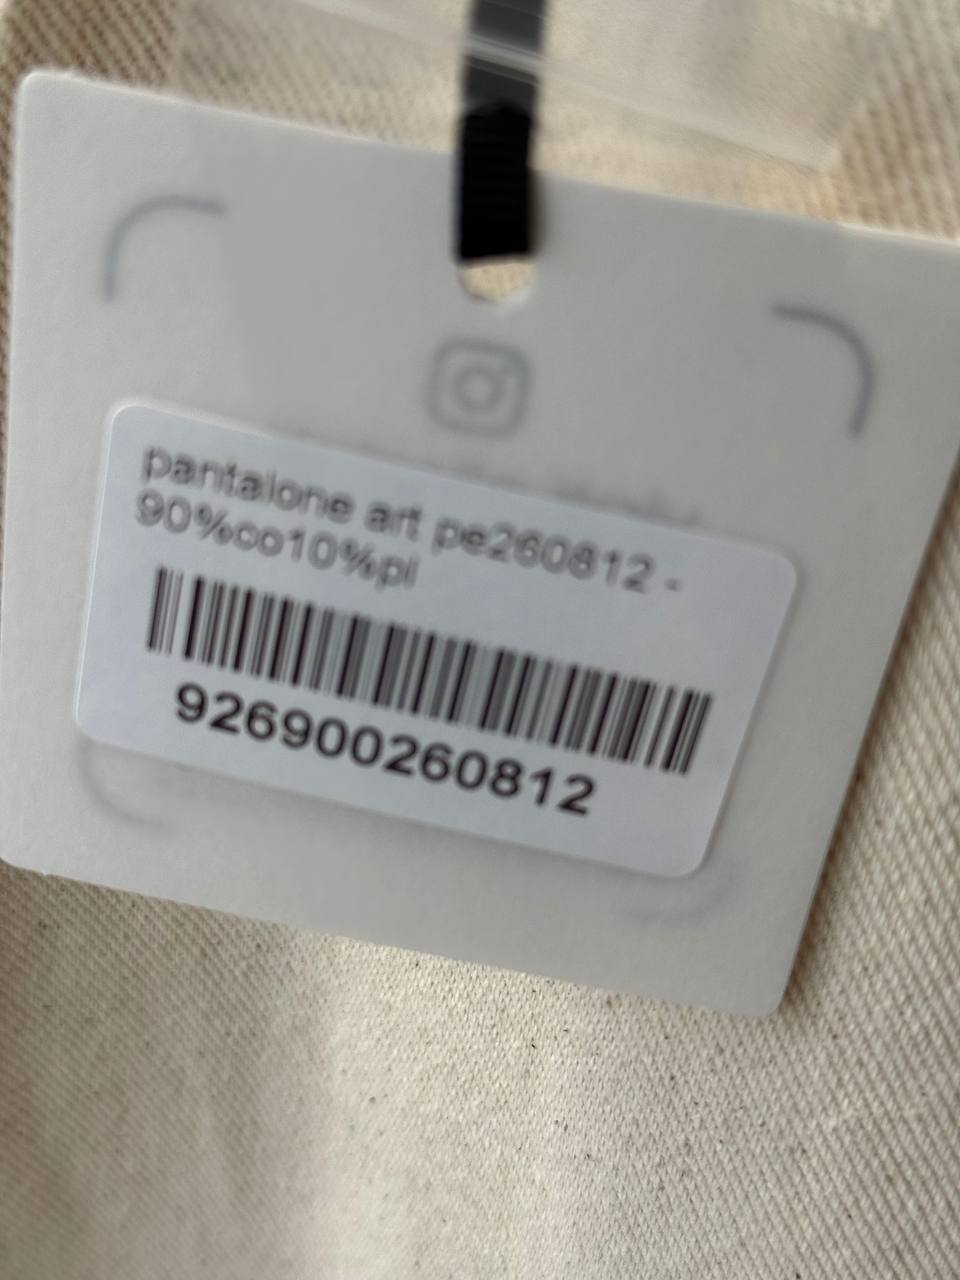 pantalone art pe260812 -
90%co10%pl
926900260812